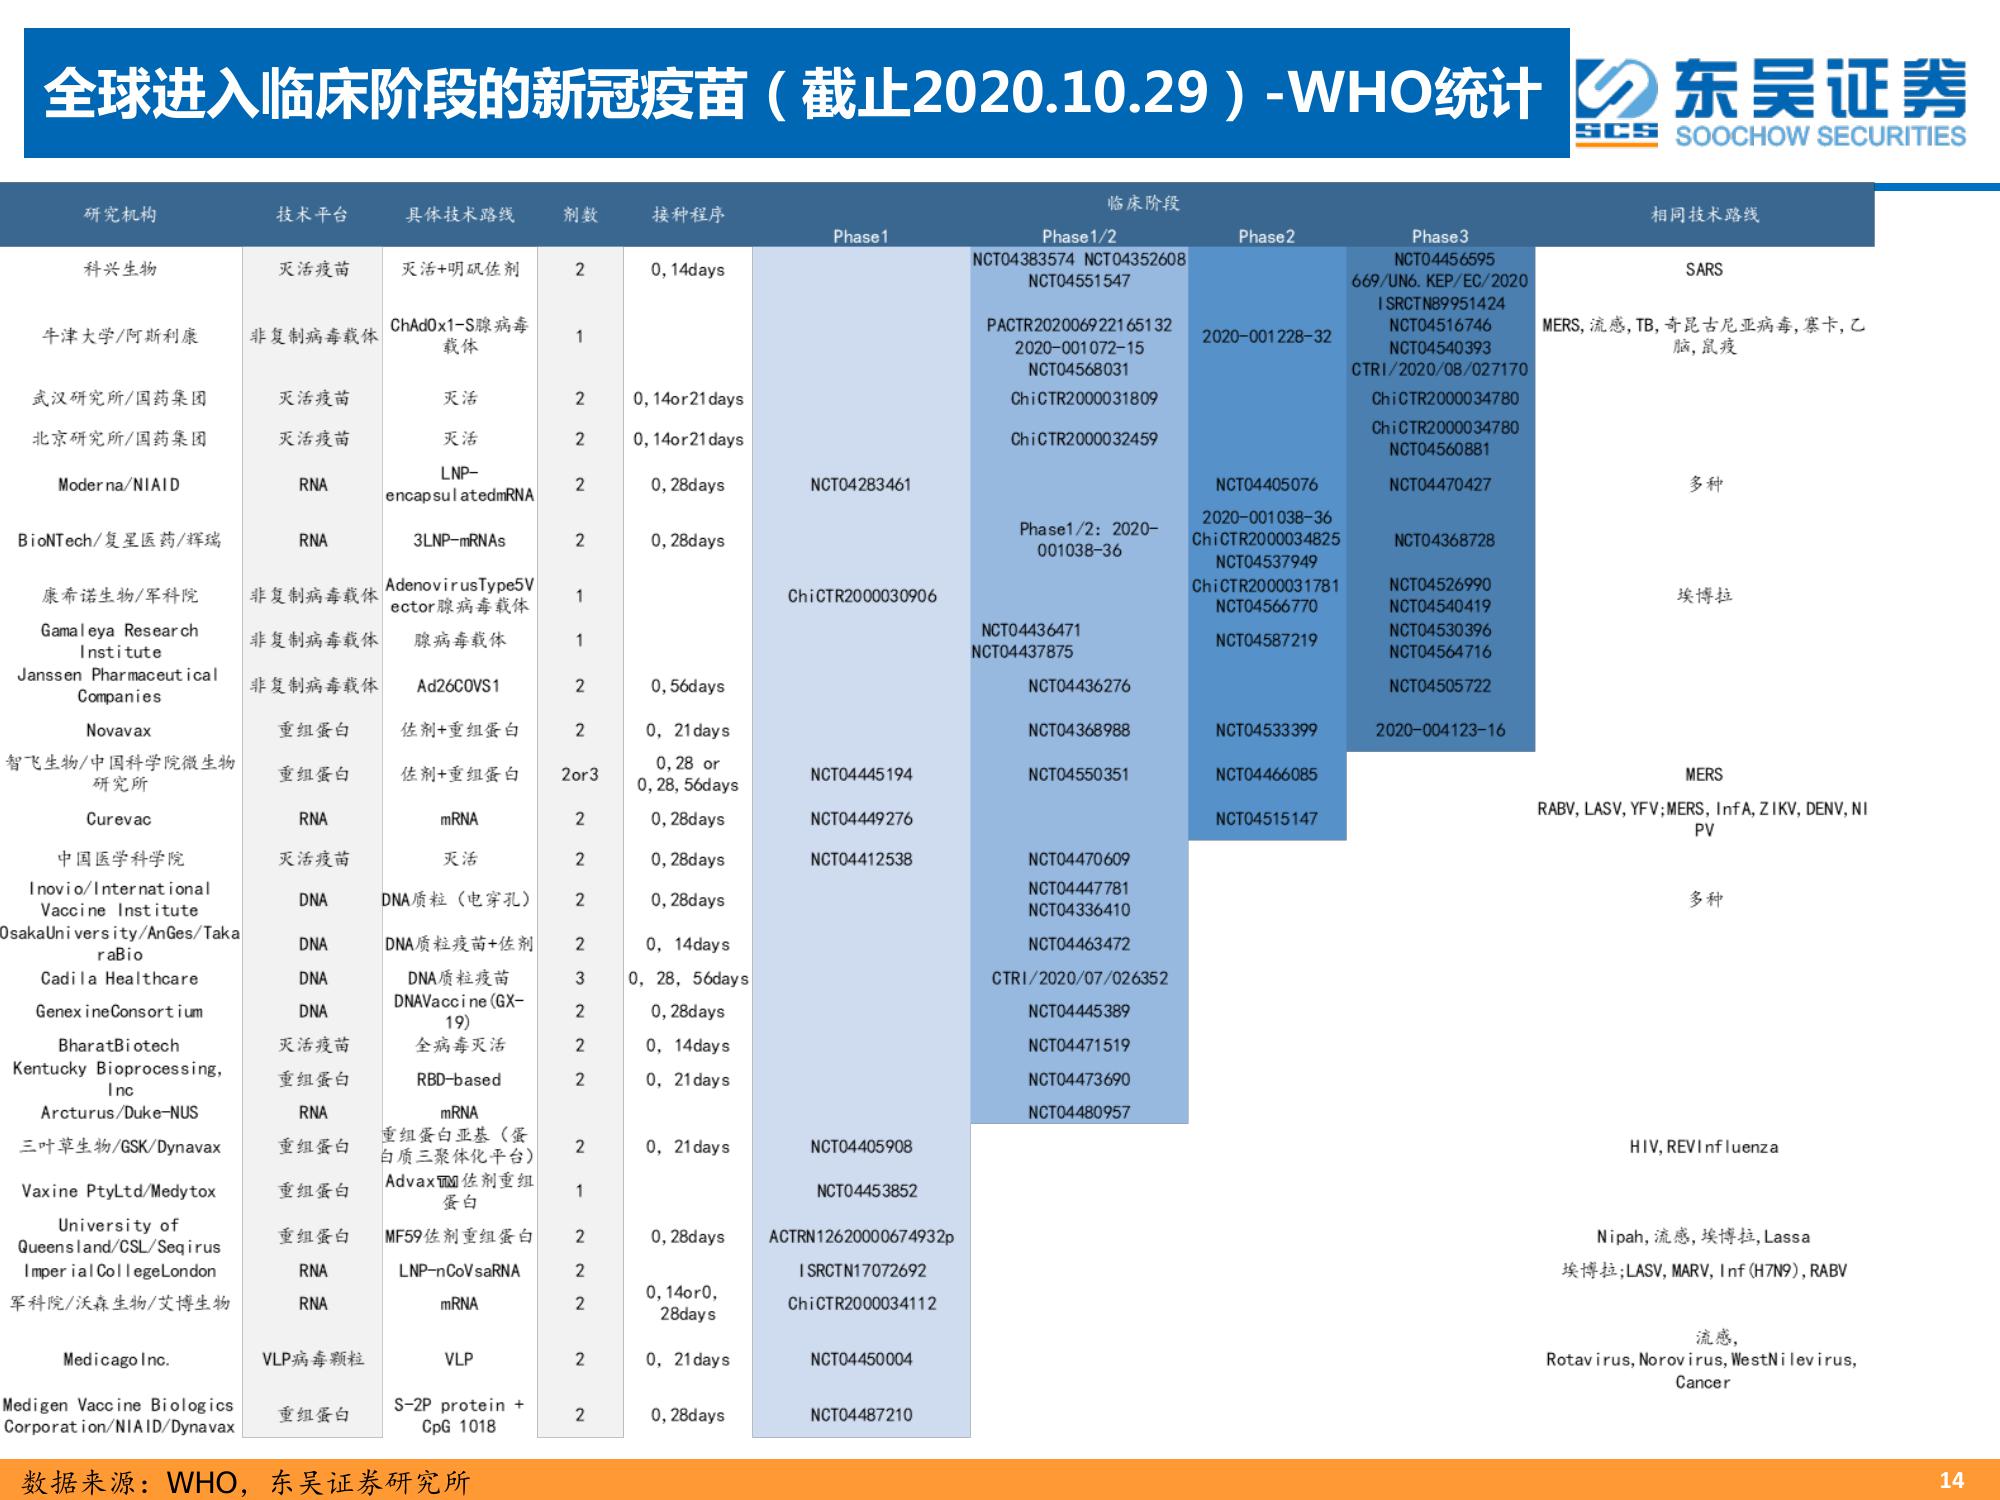 全球进入临床阶段的新冠疫苗（截止2020.10.29）-WHO统计
SCS
东吴证券
SOOCHOW SECURITIES
研究机构 技术平台 具体技术路线 剂数 接种程序 临床阶段 相同技术路线
Phase1 Phase1/2 Phase2 Phase3
科兴生物 灭活疫苗 灭活+明矾佐剂 2 0,14days NCT04383574 NCT04352608 NCT04551547 NCT04456595 669/UN6.KEP/EC/2020 SARS
牛津大学/阿斯利康 非复制病毒载体 ChAdOx1-S腺病毒载体 1 PACTR202006922165132 2020-001072-15 NCT04568031 2020-001228-32 ISRCTN89951424 NCT04516746 NCT04540393 CTRI/2020/08/027170 MERS,流感,TB,奇昆古尼亚病毒,寨卡,乙脑,鼠疫
武汉研究所/国药集团 灭活疫苗 灭活 2 0,14or21days ChiCTR2000031809 ChiCTR2000034780
北京研究所/国药集团 灭活疫苗 灭活 2 0,14or21days ChiCTR2000032459 ChiCTR2000034780 NCT04560881
Moderna/NIAID RNA LNP-encapsulatedmRNA 2 0,28days NCT04283461 NCT04405076 NCT04470427 多种
BioNTech/复星医药/辉瑞 RNA 3LNP-mRNAs 2 0,28days Phase1/2: 2020-001038-36 2020-001038-36 ChiCTR2000034825 NCT04537949 NCT04368728
康希诺生物/军科院 非复制病毒载体 AdenovirusType5Vector腺病毒载体 1 ChiCTR2000030906 ChiCTR2000031781 NCT04566770 NCT04526990 NCT04540419 埃博拉
Gamaleya Research Institute 非复制病毒载体 腺病毒载体 1 NCT04436471 NCT04437875 NCT04587219 NCT04530396 NCT04564716
Janssen Pharmaceutical Companies 非复制病毒载体 Ad26COVS1 2 0,56days NCT04436276 NCT04505722
Novavax 重组蛋白 佐剂+重组蛋白 2 0, 21days NCT04368988 NCT04533399 2020-004123-16
智飞生物/中国科学院微生物研究所 重组蛋白 佐剂+重组蛋白 2or3 0,28 or 0,28,56days NCT04445194 NCT04550351 NCT04466085 MERS
Curevac RNA mRNA 2 0,28days NCT04449276 NCT04515147 RABV,LASV,YFV;MERS,InfA,ZIKV,DENV,NIPV
中国医学科学院 灭活疫苗 灭活 2 0,28days NCT04412538 NCT04470609
Inovio/International Vaccine Institute DNA DNA质粒（电穿孔） 2 0,28days NCT04447781 NCT04336410 多种
OsakaUniversity/AnGes/TakaraBio DNA DNA质粒疫苗+佐剂 2 0, 14days NCT04463472
Cadila Healthcare DNA DNA质粒疫苗 3 0, 28, 56days CTRI/2020/07/026352
GenexineConsortium DNA DNAVaccine(GX-19) 2 0,28days NCT04445389
BharatBiotech 灭活疫苗 全病毒灭活 2 0, 14days NCT04471519
Kentucky Bioprocessing, Inc 重组蛋白 RBD-based 2 0, 21days NCT04473690
Arcturus/Duke-NUS RNA mRNA NCT04480957
三叶草生物/GSK/Dynavax 重组蛋白 重组蛋白亚基（蛋白质三聚体化平台） 2 0, 21days NCT04405908 HIV,REVInfluenza
Vaxine PtyLtd/Medytox 重组蛋白 Advax™佐剂重组蛋白 1 NCT04453852
University of Queensland/CSL/Seqirus 重组蛋白 MF59佐剂重组蛋白 2 0,28days ACTRN12620000674932p Nipah,流感,埃博拉,Lassa
ImperialCollegeLondon RNA LNP-nCoVsaRNA 2 ISRCTN17072692 埃博拉;LASV,MARV,Inf(H7N9),RABV
军科院/沃森生物/艾博生物 RNA mRNA 2 0,14or0, 28days ChiCTR2000034112
MedicagoInc. VLP病毒颗粒 VLP 2 0, 21days NCT04450004 流感, Rotavirus,Norovirus,WestNilevirus, Cancer
Medigen Vaccine Biologics Corporation/NIAID/Dynavax 重组蛋白 S-2P protein + CpG 1018 2 0,28days NCT04487210
数据来源：WHO，东吴证券研究所
14